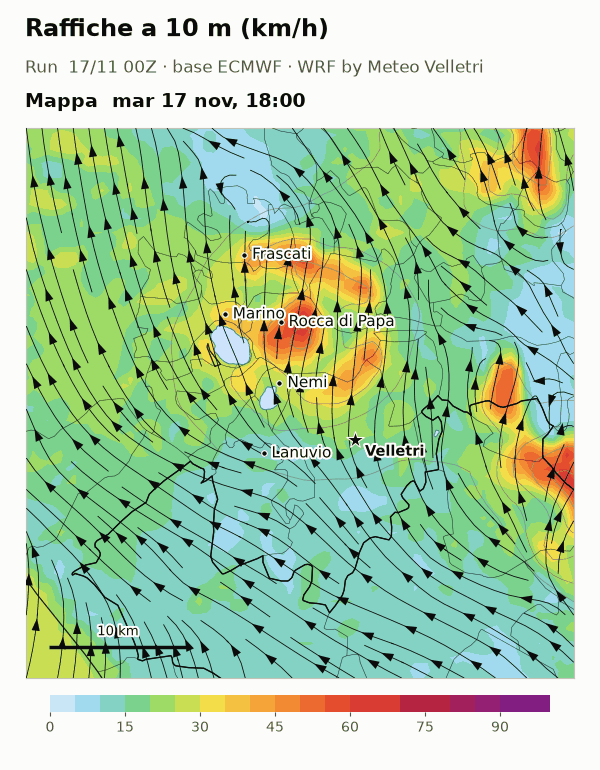 Raffiche a 10 m (km/h)
Run  17/11 00Z · base ECMWF · WRF by Meteo Velletri
Mappa  mar 17 nov, 18:00
Frascati
Marino
Rocca di Papa
Nemi
Lanuvio
Velletri
10 km
0 15 30 45 60 75 90